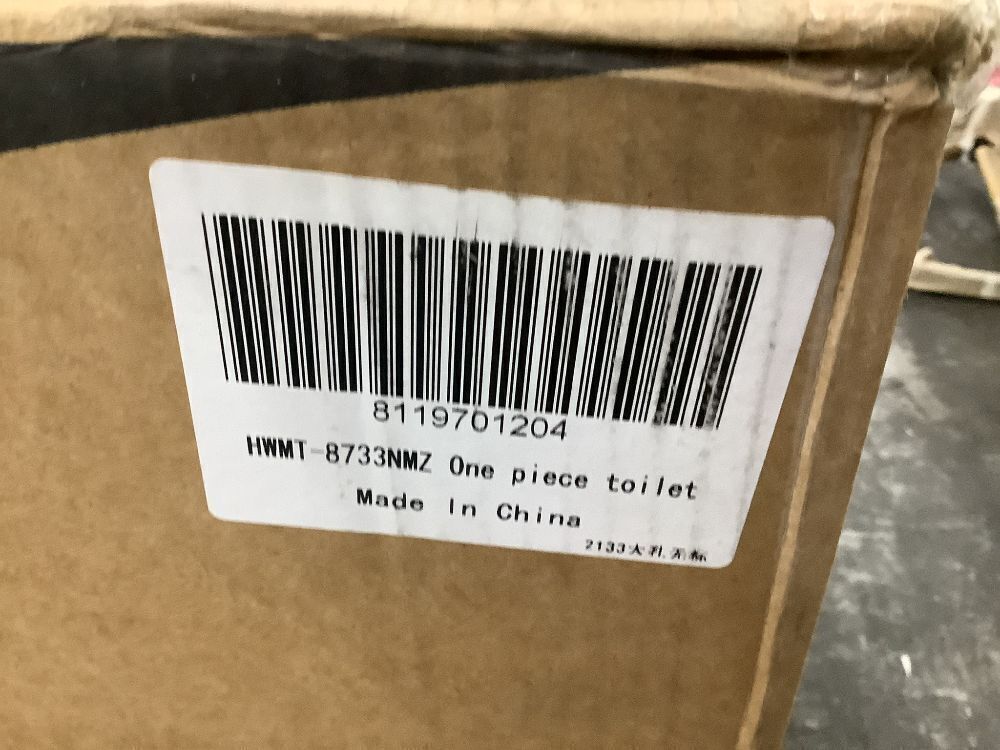 8119701204
HWMT-8733NMZ One piece toilet
Made In China
2133大孔无标